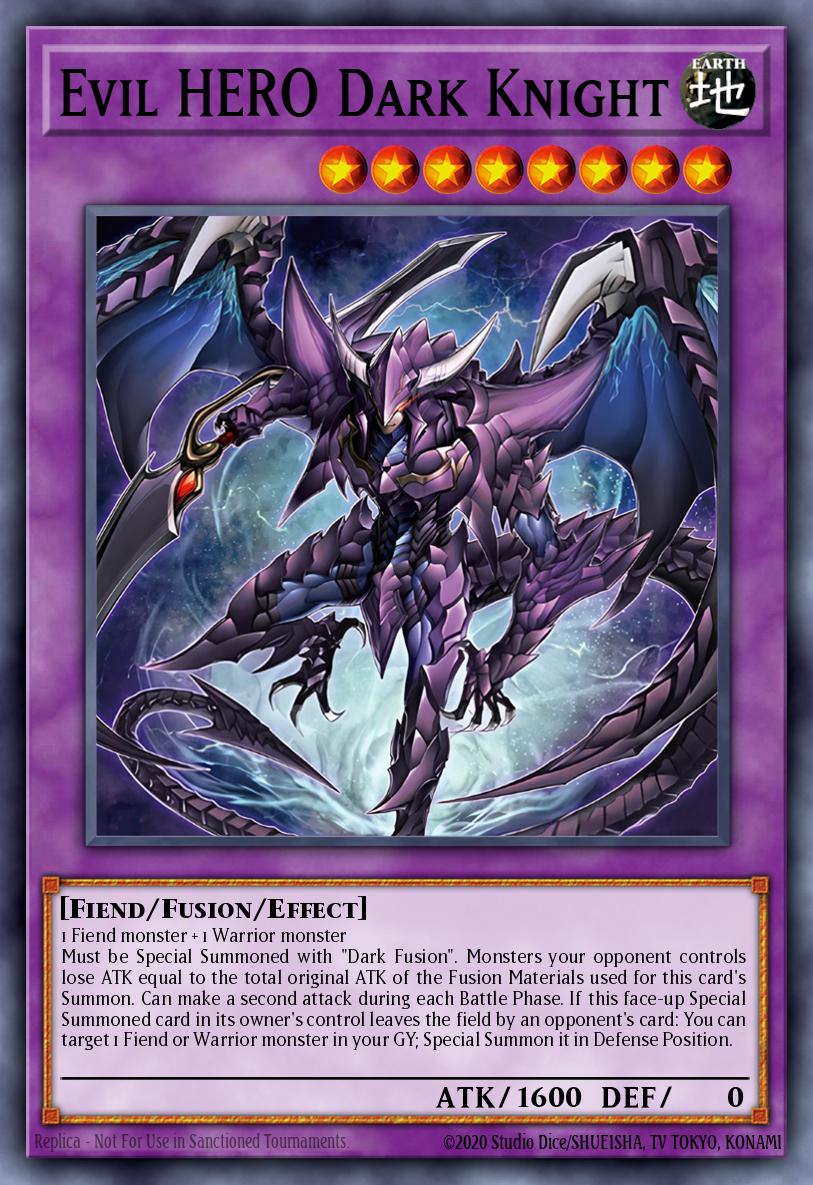 Evil HERO Dark Knight
EARTH
地
[Fiend/Fusion/Effect]
1 Fiend monster + 1 Warrior monster
Must be Special Summoned with "Dark Fusion". Monsters your opponent controls
lose ATK equal to the total original ATK of the Fusion Materials used for this card's
Summon. Can make a second attack during each Battle Phase. If this face-up Special
Summoned card in its owner's control leaves the field by an opponent's card: You can
target 1 Fiend or Warrior monster in your GY; Special Summon it in Defense Position.
ATK/1600 DEF/ 0
Replica - Not For Use in Sanctioned Tournaments.
©2020 Studio Dice/SHUEISHA, TV TOKYO, KONAMI